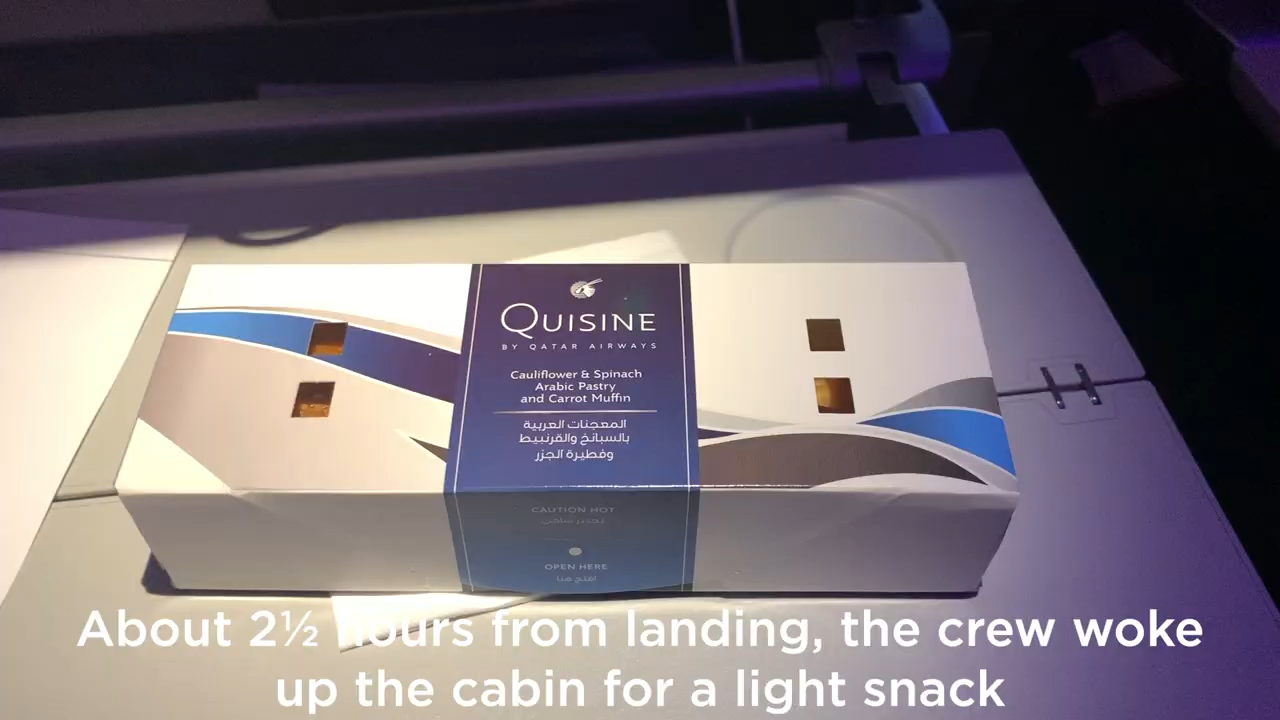 QUISINE
BY QATAR AIRWAYS
Cauliflower & Spinach
Arabic Pastry
and Carrot Muffin
المعجنات العربية
بالسبانخ والقرنبيط
وفطيرة الجزر
CAUTION HOT
تحذير ساخن
OPEN HERE
افتح هنا
About 2½ hours from landing, the crew woke
up the cabin for a light snack